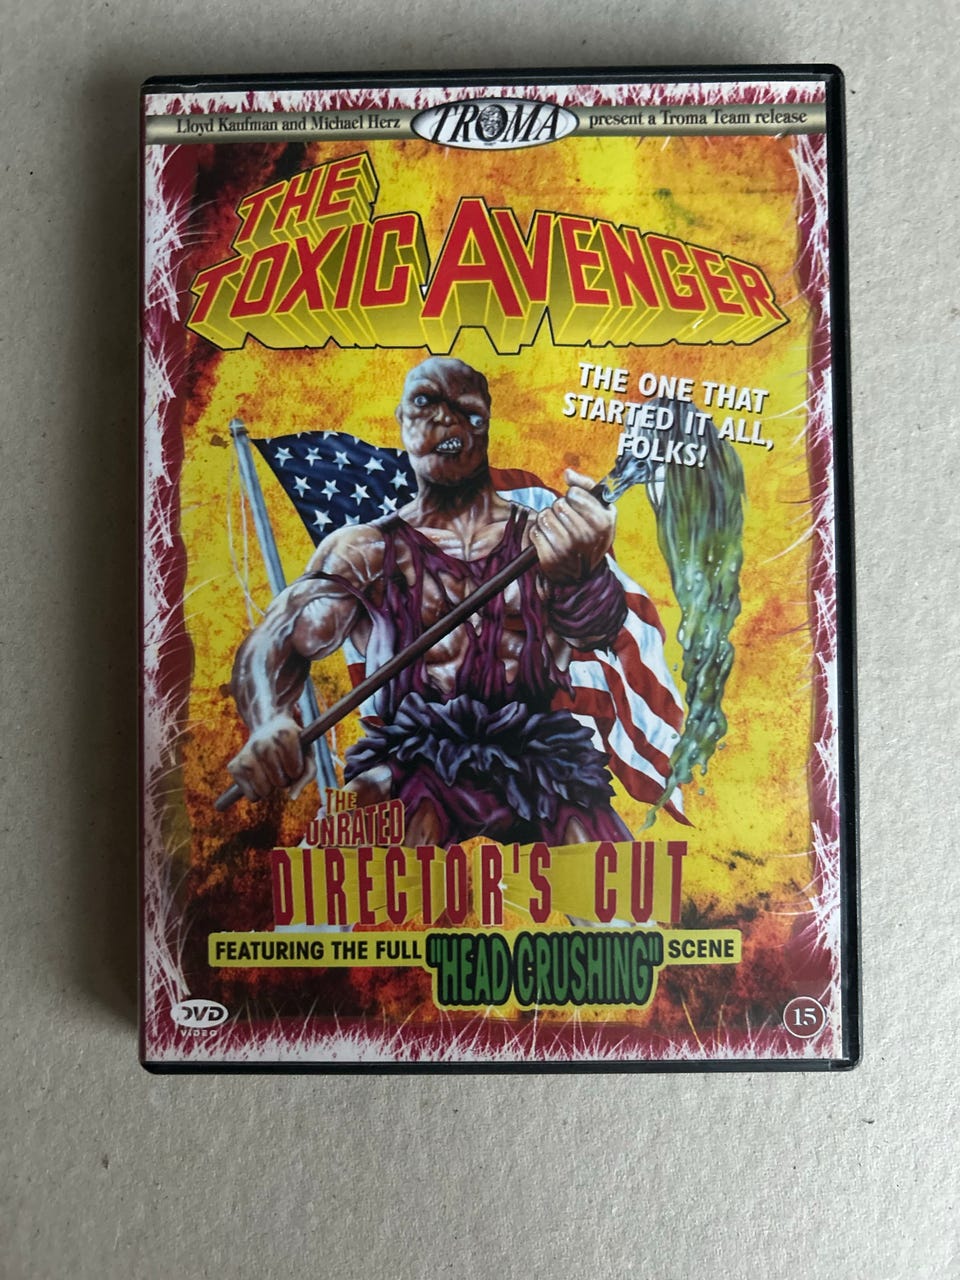 Lloyd Kaufman and Michael Herz TROMA present a Troma Team release
THE
TOXIC AVENGER
THE ONE THAT
STARTED IT ALL,
FOLKS!
THE
UNRATED
DIRECTOR'S CUT
FEATURING THE FULL "HEAD CRUSHING" SCENE
DVD
VIDEO
15